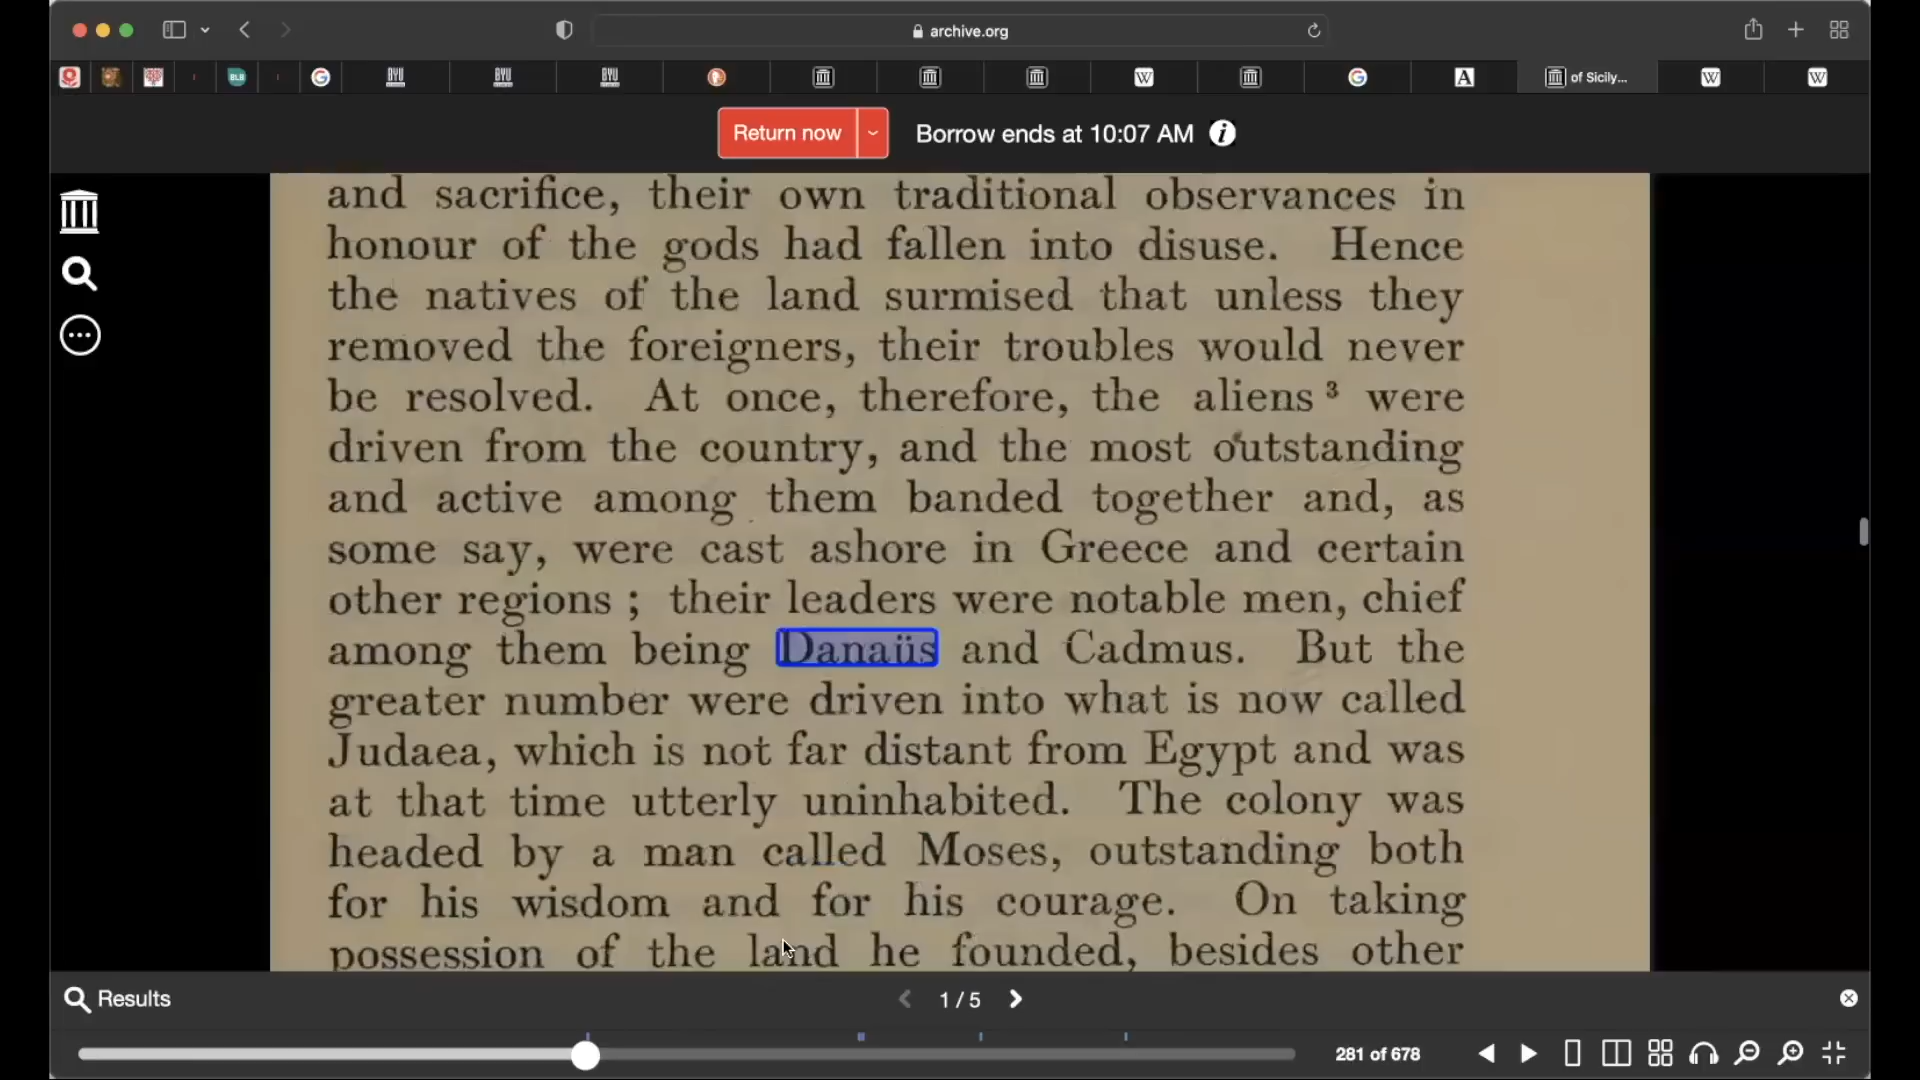 archive.org
BLB
BYU
BYU
BYU
W
A
of Sicily...
W
W
Return now
Borrow ends at 10:07 AM
and sacrifice, their own traditional observances in
honour of the gods had fallen into disuse. Hence
the natives of the land surmised that unless they
removed the foreigners, their troubles would never
be resolved. At once, therefore, the aliens ³ were
driven from the country, and the most outstanding
and active among them banded together and, as
some say, were cast ashore in Greece and certain
other regions ; their leaders were notable men, chief
among them being Danaüs and Cadmus. But the
greater number were driven into what is now called
Judaea, which is not far distant from Egypt and was
at that time utterly uninhabited. The colony was
headed by a man called Moses, outstanding both
for his wisdom and for his courage. On taking
possession of the land he founded, besides other
Results
1 / 5
281 of 678